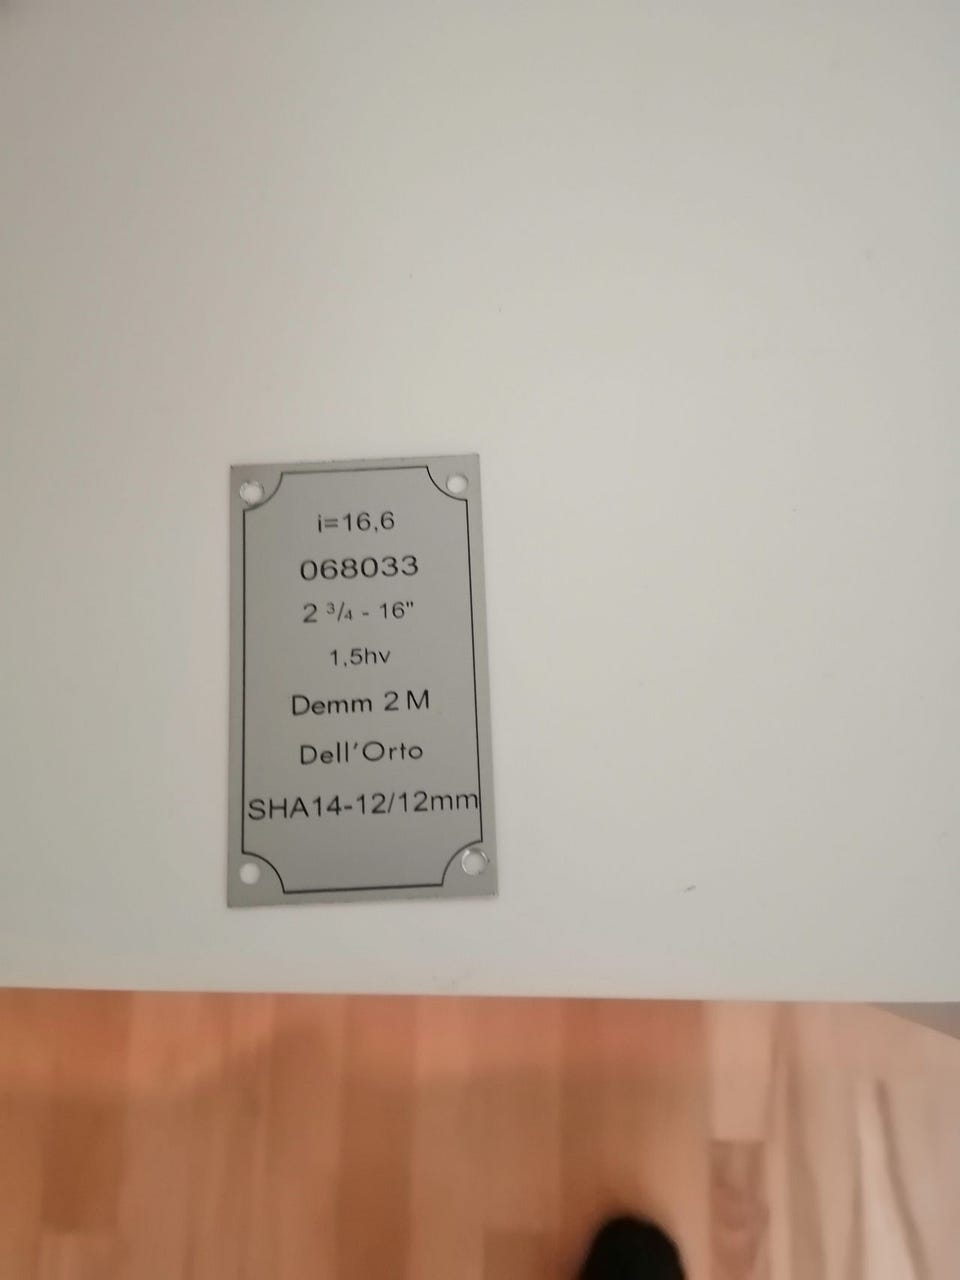 i=16,6
068033
2 3/4 - 16"
1,5hv
Demm 2 M
Dell'Orto
SHA14-12/12mm